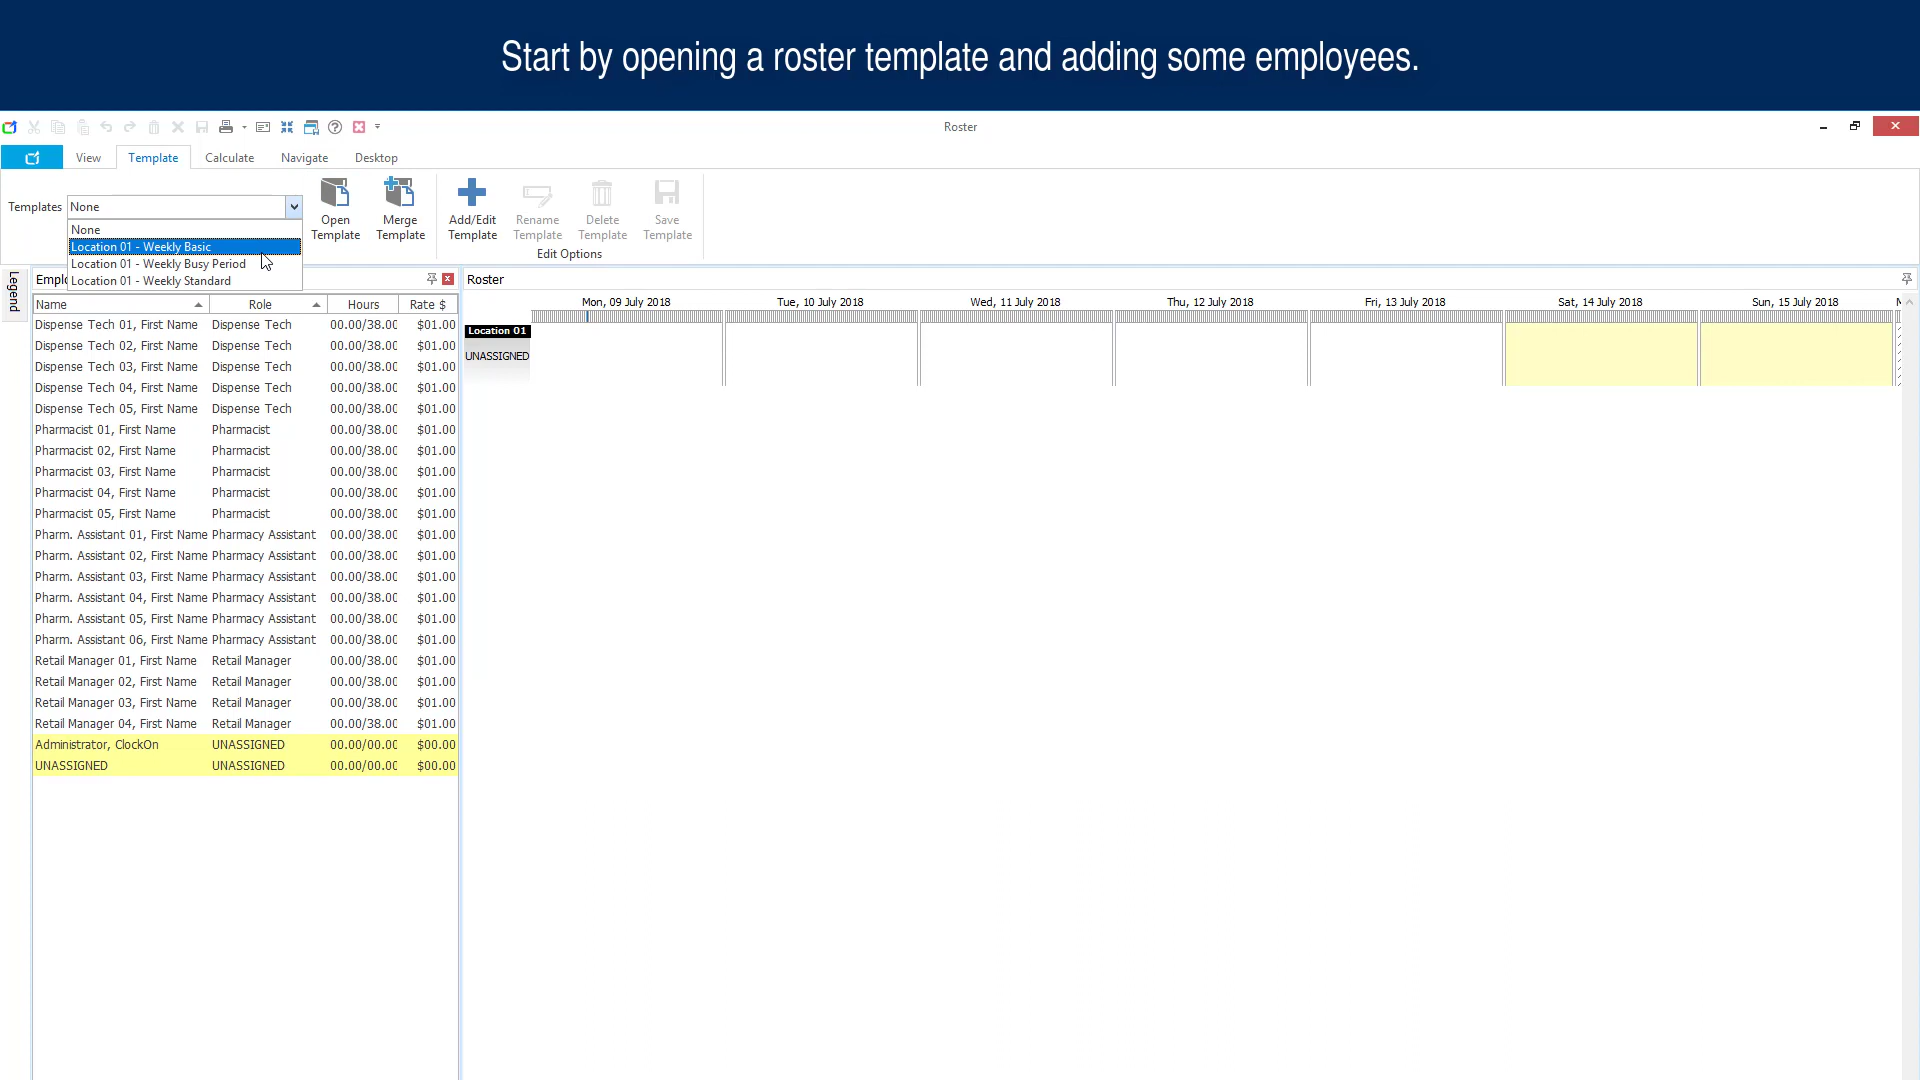 Start by opening a roster template and adding some employees.
Roster
View Template Calculate Navigate Desktop
Templates None
None
Location 01 - Weekly Basic
Location 01 - Weekly Busy Period
Location 01 - Weekly Standard
Open Template
Merge Template
Add/Edit Template
Rename Template
Delete Template
Save Template
Edit Options
Legend
Emplo
Name Role Hours Rate $
Dispense Tech 01, First Name Dispense Tech 00.00/38.00 $01.00
Dispense Tech 02, First Name Dispense Tech 00.00/38.00 $01.00
Dispense Tech 03, First Name Dispense Tech 00.00/38.00 $01.00
Dispense Tech 04, First Name Dispense Tech 00.00/38.00 $01.00
Dispense Tech 05, First Name Dispense Tech 00.00/38.00 $01.00
Pharmacist 01, First Name Pharmacist 00.00/38.00 $01.00
Pharmacist 02, First Name Pharmacist 00.00/38.00 $01.00
Pharmacist 03, First Name Pharmacist 00.00/38.00 $01.00
Pharmacist 04, First Name Pharmacist 00.00/38.00 $01.00
Pharmacist 05, First Name Pharmacist 00.00/38.00 $01.00
Pharm. Assistant 01, First Name Pharmacy Assistant 00.00/38.00 $01.00
Pharm. Assistant 02, First Name Pharmacy Assistant 00.00/38.00 $01.00
Pharm. Assistant 03, First Name Pharmacy Assistant 00.00/38.00 $01.00
Pharm. Assistant 04, First Name Pharmacy Assistant 00.00/38.00 $01.00
Pharm. Assistant 05, First Name Pharmacy Assistant 00.00/38.00 $01.00
Pharm. Assistant 06, First Name Pharmacy Assistant 00.00/38.00 $01.00
Retail Manager 01, First Name Retail Manager 00.00/38.00 $01.00
Retail Manager 02, First Name Retail Manager 00.00/38.00 $01.00
Retail Manager 03, First Name Retail Manager 00.00/38.00 $01.00
Retail Manager 04, First Name Retail Manager 00.00/38.00 $01.00
Administrator, ClockOn UNASSIGNED 00.00/00.00 $00.00
UNASSIGNED UNASSIGNED 00.00/00.00 $00.00
Roster
Mon, 09 July 2018 Tue, 10 July 2018 Wed, 11 July 2018 Thu, 12 July 2018 Fri, 13 July 2018 Sat, 14 July 2018 Sun, 15 July 2018
Location 01
UNASSIGNED